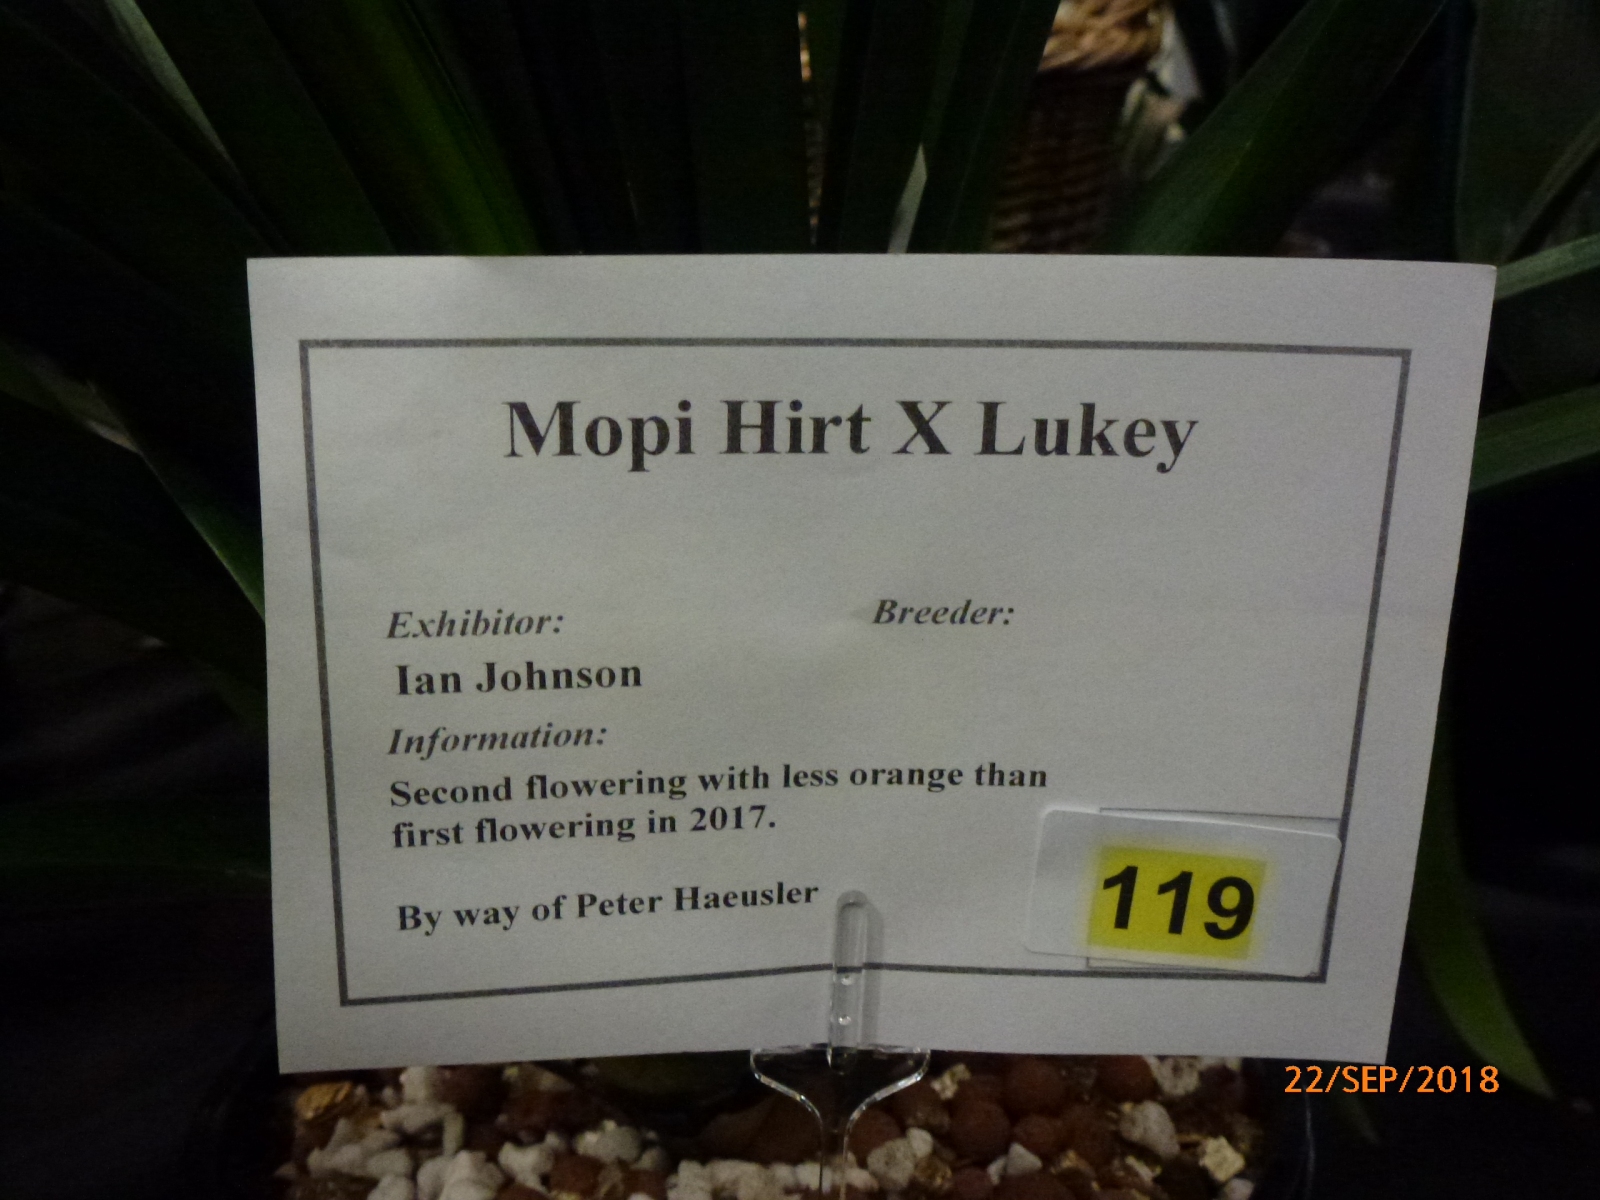 Mopi Hirt X Lukey
Exhibitor:
Breeder:
Ian Johnson
Information:
Second flowering with less orange than
first flowering in 2017.
By way of Peter Haeusler
119
22/SEP/2018